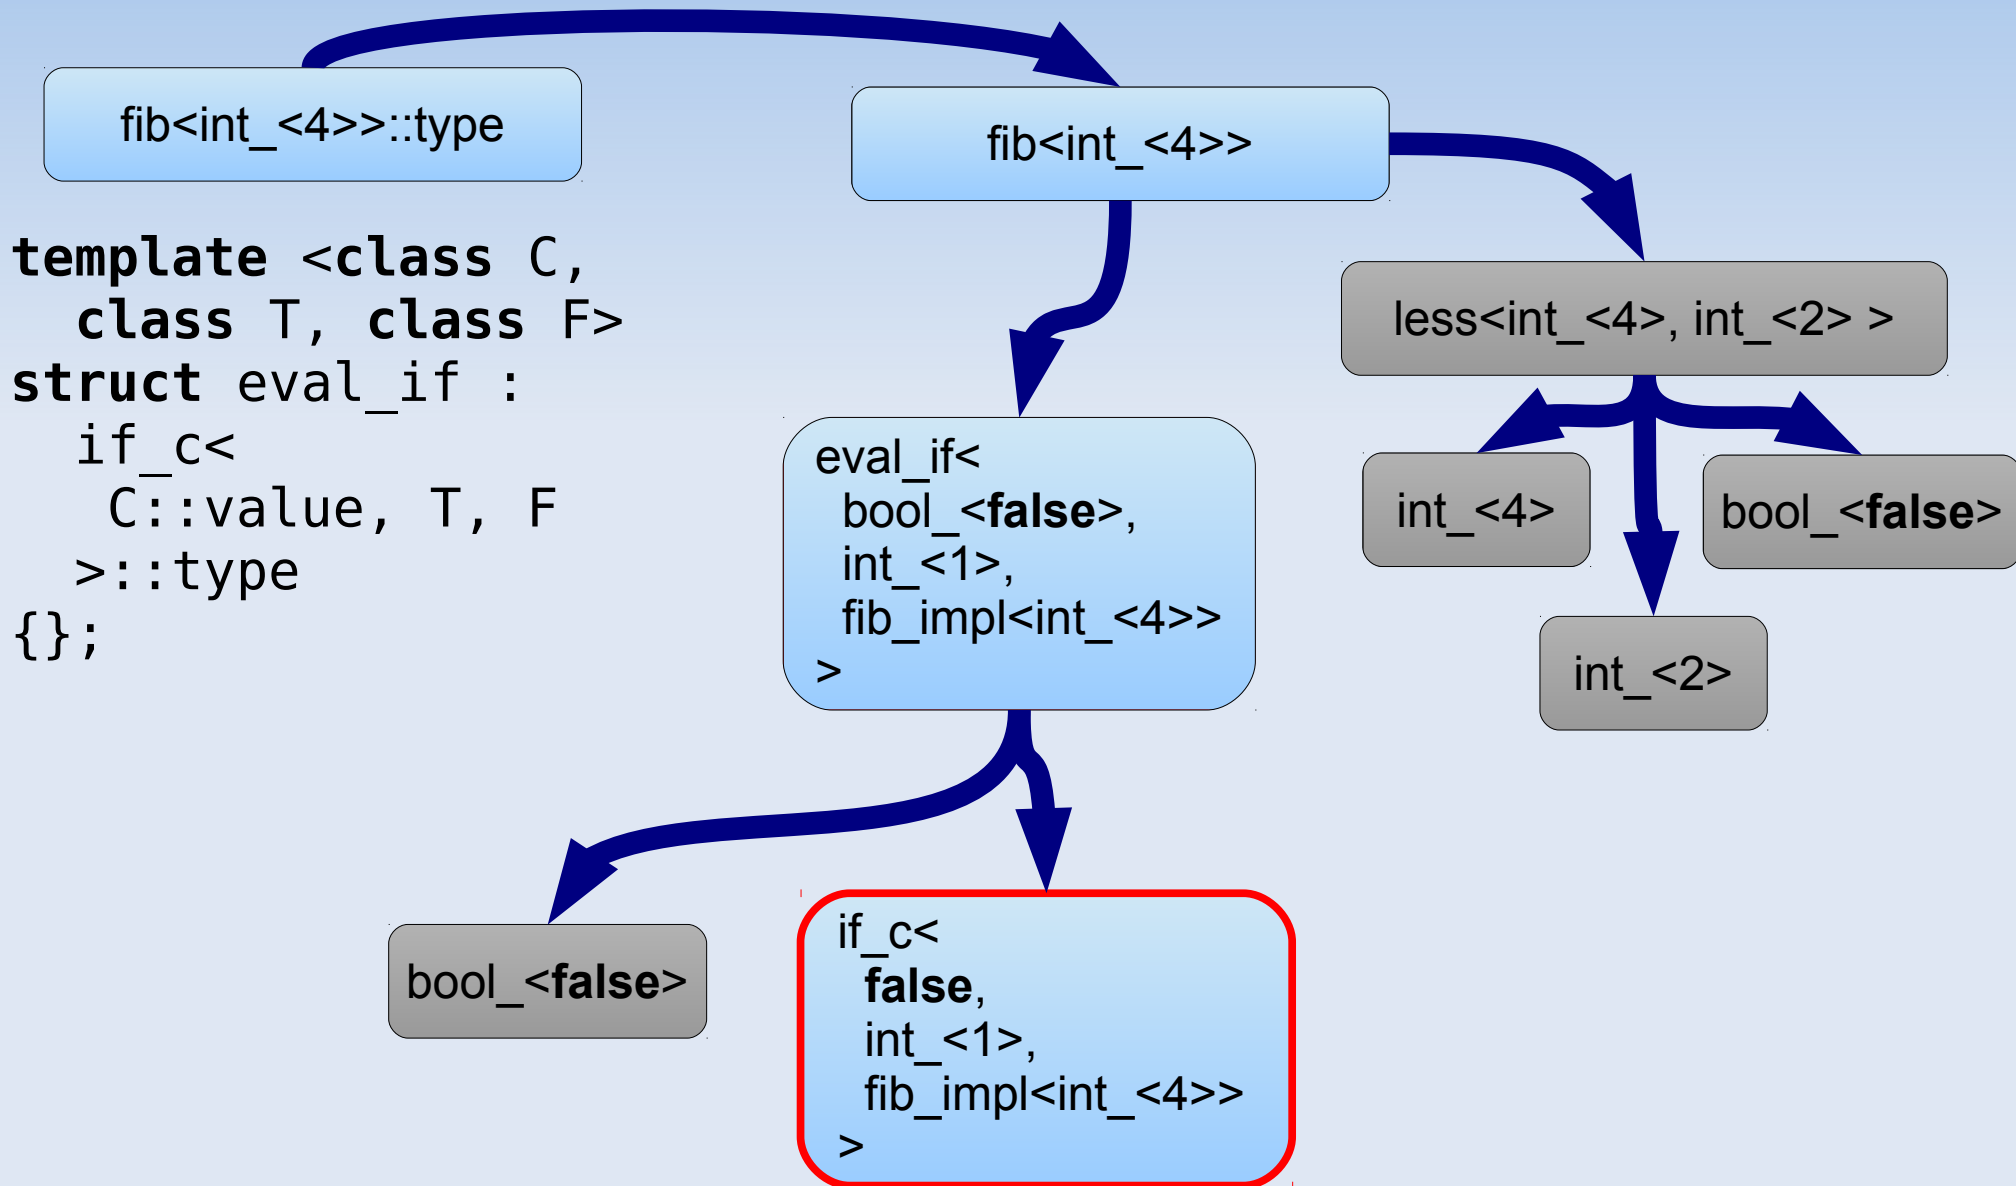 fib<int_<4>>::type
fib<int_<4>>
template <class C,
  class T, class F>
struct eval_if :
  if_c<
   C::value, T, F
  >::type
{};
less<int_<4>, int_<2> >
eval_if<
  bool_<false>,
  int_<1>,
  fib_impl<int_<4>>
>
int_<4>
bool_<false>
int_<2>
bool_<false>
if_c<
  false,
  int_<1>,
  fib_impl<int_<4>>
>